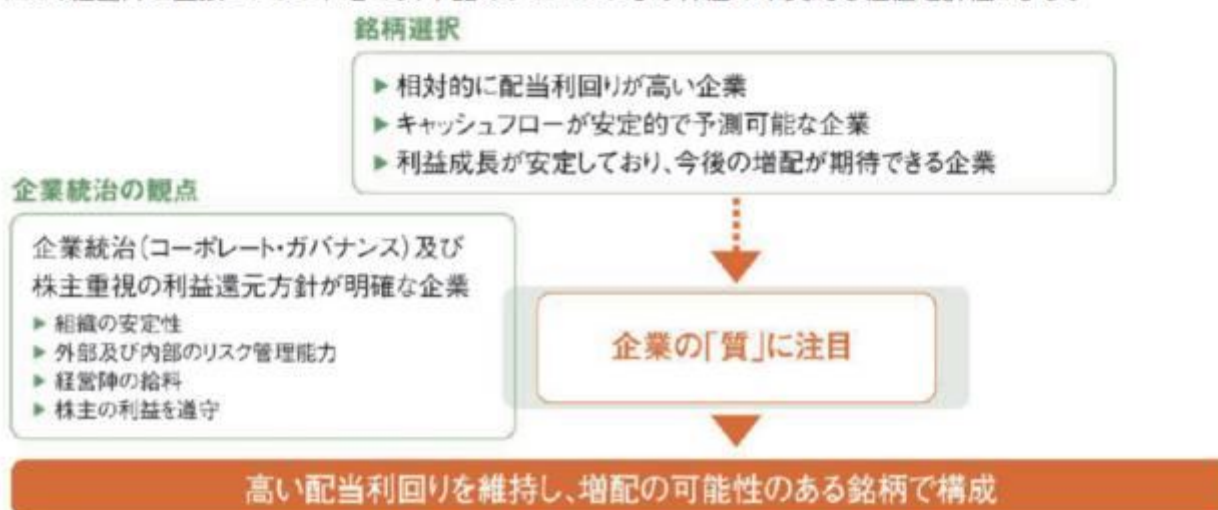 銘柄選択
▶ 相対的に配当利回りが高い企業
▶ キャッシュフローが安定的で予測可能な企業
▶ 利益成長が安定しており、今後の増配が期待できる企業
企業統治の観点
企業統治（コーポレート・ガバナンス）及び
株主重視の利益還元方針が明確な企業
▶ 組織の安定性
▶ 外部及び内部のリスク管理能力
▶ 経営陣の給料
▶ 株主の利益を遵守
企業の「質」に注目
高い配当利回りを維持し、増配の可能性のある銘柄で構成